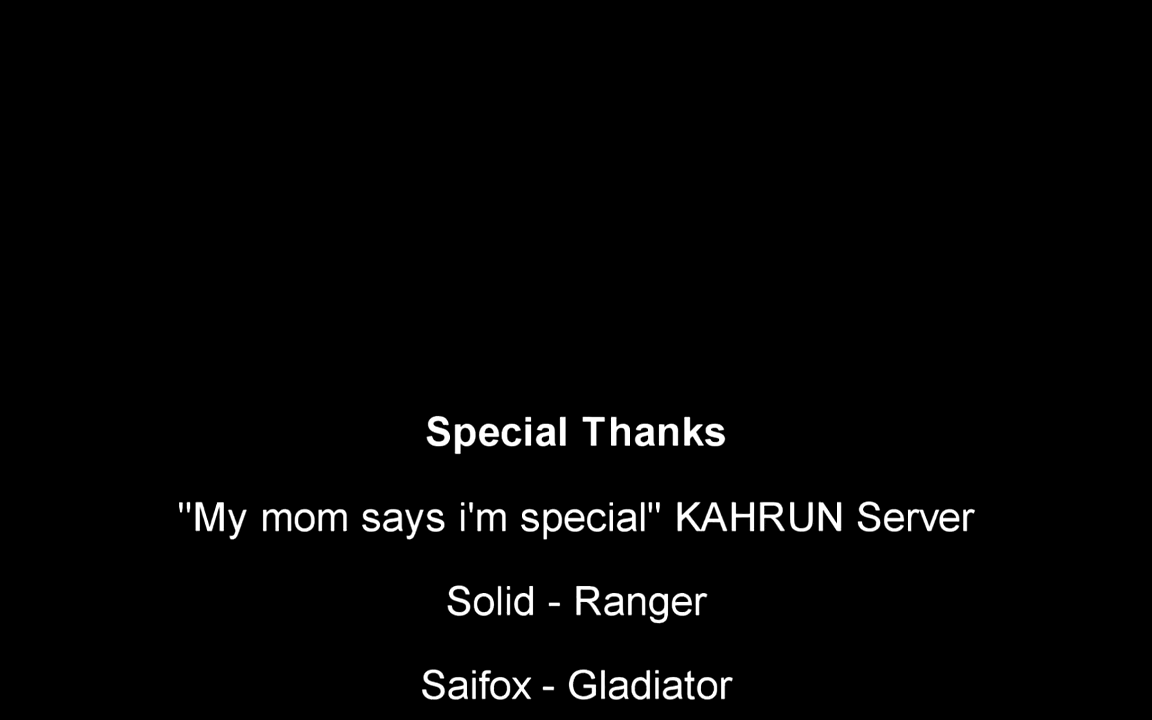 Special Thanks
"My mom says i'm special" KAHRUN Server
Solid - Ranger
Saifox - Gladiator